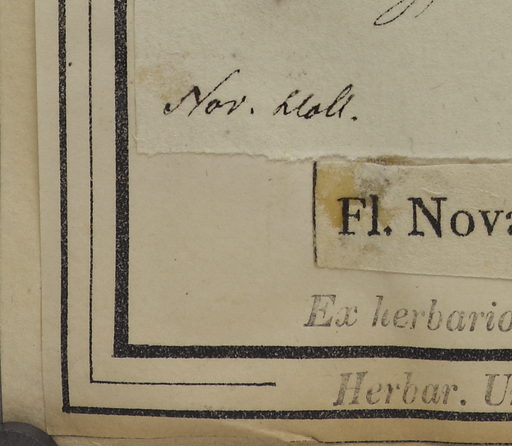 Nov. Holl.
Fl. Nova
Ex herbario
Herbar. U